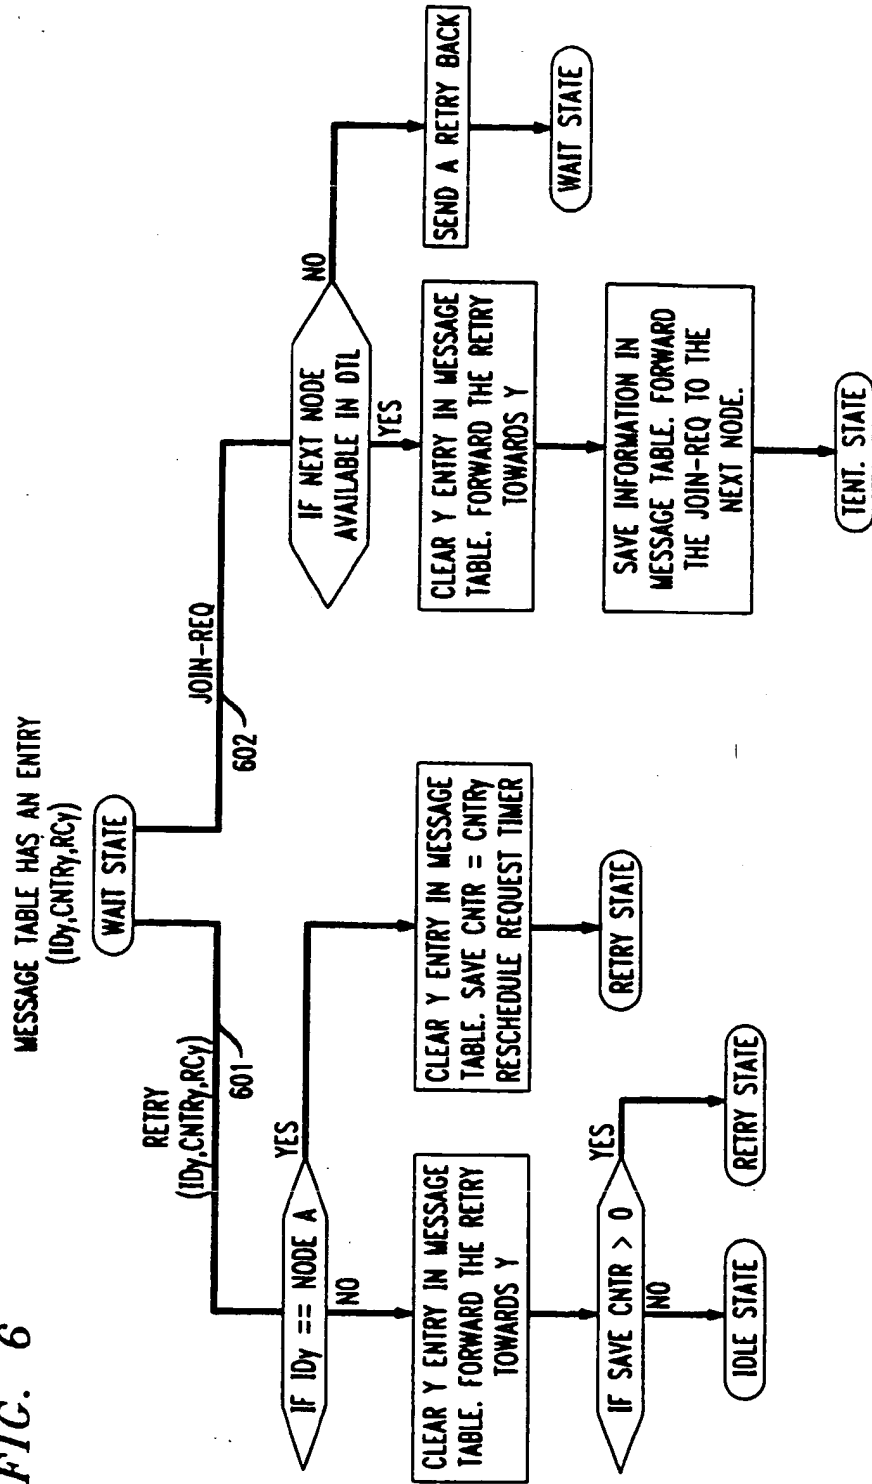 FIG. 6
MESSAGE TABLE HAS AN ENTRY
(IDy,CNTRy,RCy)
WAIT STATE
RETRY
(IDy,CNTRy,RCy)
601
JOIN-REQ
602
IF IDy == NODE A
YES
NO
CLEAR Y ENTRY IN MESSAGE
TABLE. FORWARD THE RETRY
TOWARDS Y
IF SAVE CNTR > 0
YES
NO
IDLE STATE
RETRY STATE
CLEAR Y ENTRY IN MESSAGE
TABLE. SAVE CNTR = CNTRy
RESCHEDULE REQUEST TIMER
RETRY STATE
IF NEXT NODE
AVAILABLE IN DTL
NO
YES
CLEAR Y ENTRY IN MESSAGE
TABLE. FORWARD THE RETRY
TOWARDS Y
SAVE INFORMATION IN
MESSAGE TABLE. FORWARD
THE JOIN-REQ TO THE
NEXT NODE.
TENT. STATE
SEND A RETRY BACK
WAIT STATE